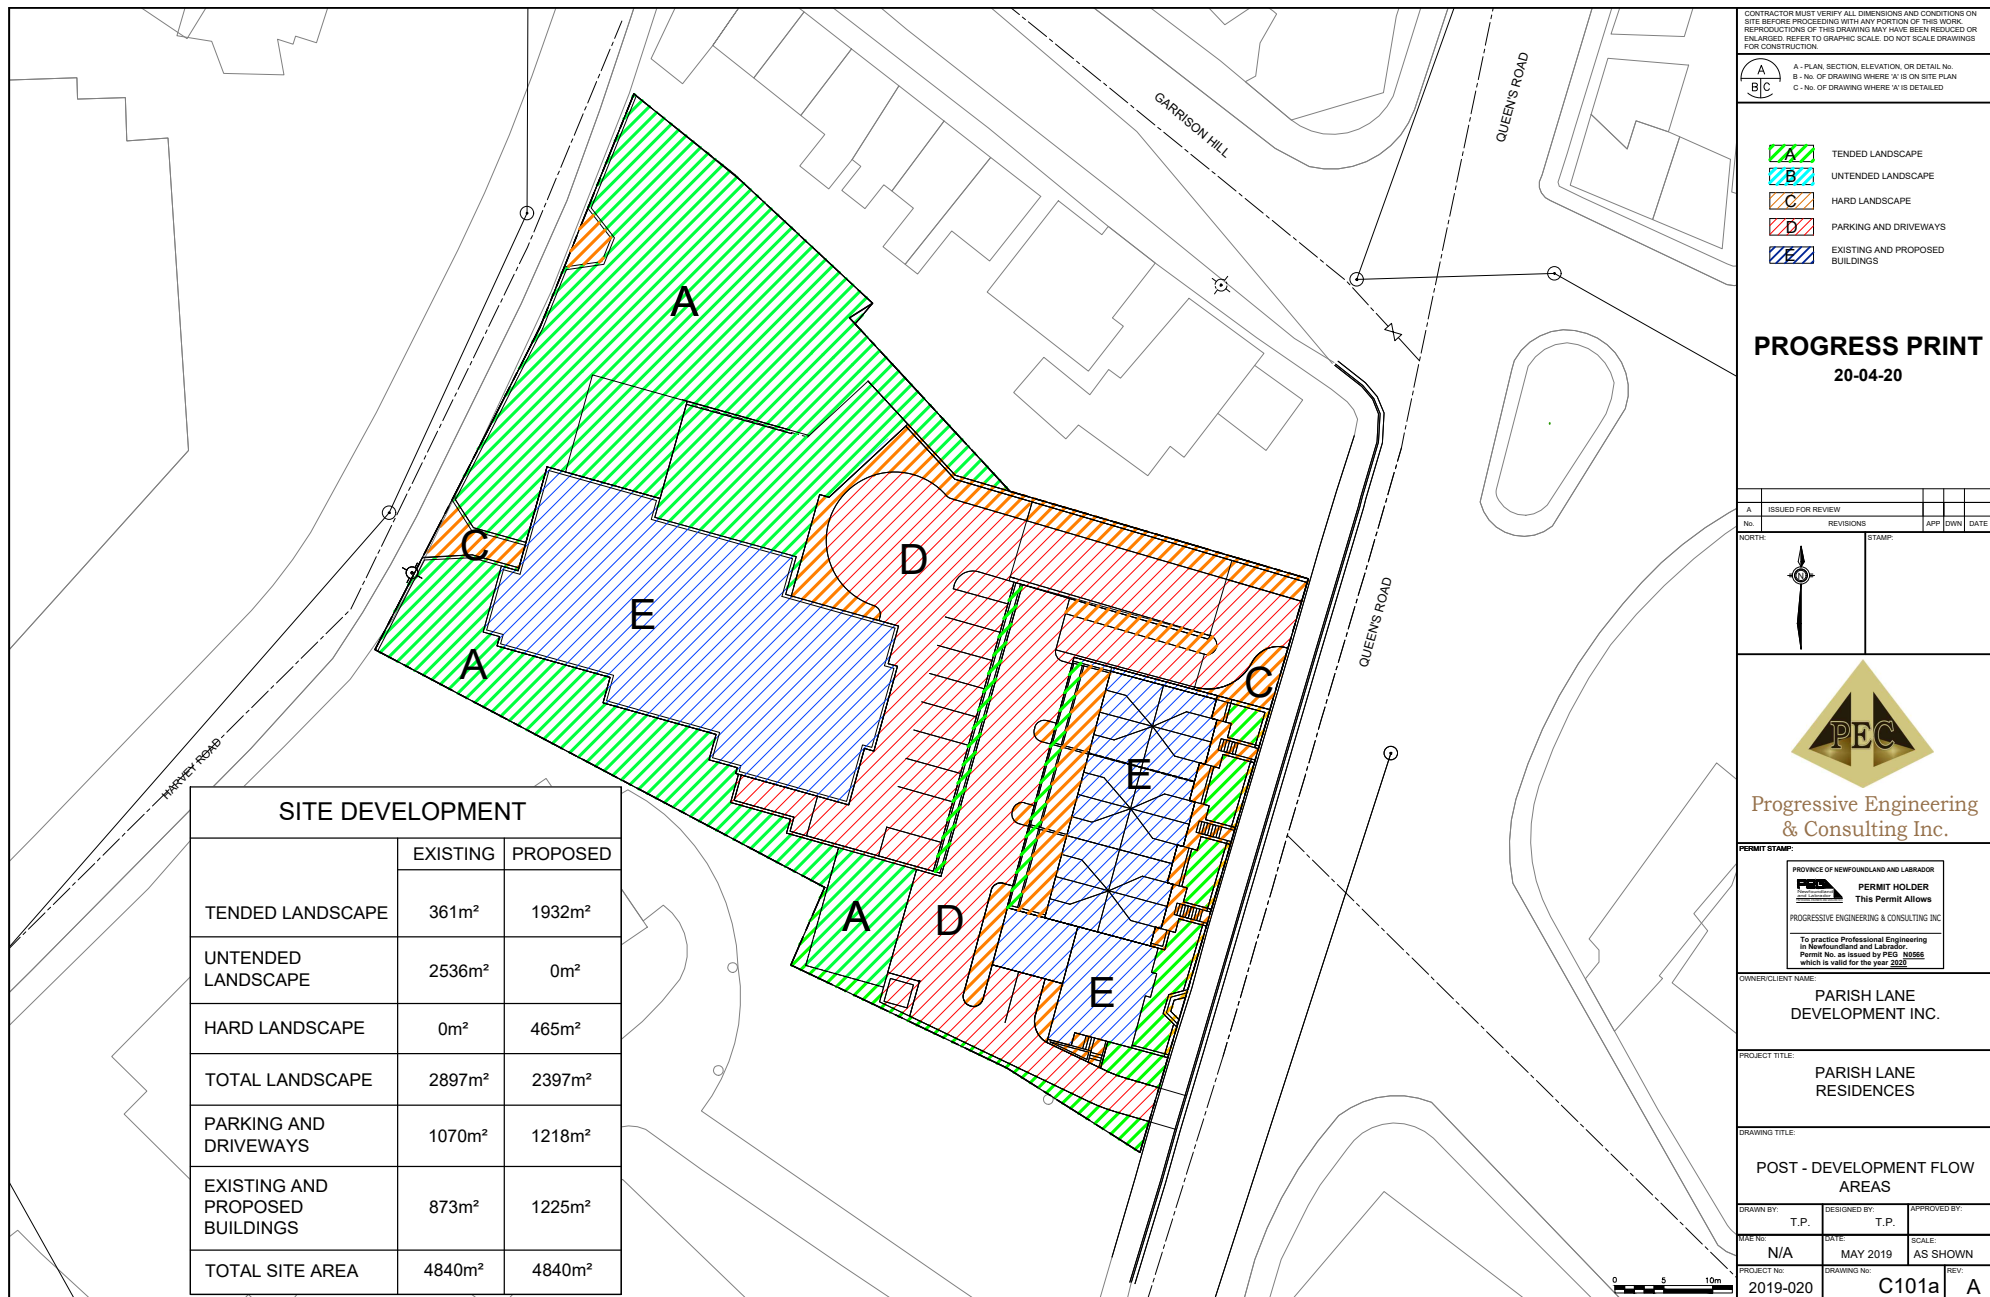 CONTRACTOR MUST VERIFY ALL DIMENSIONS AND CONDITIONS ON
SITE BEFORE PROCEEDING WITH ANY PORTION OF THIS WORK.
REPRODUCTIONS OF THIS DRAWING MAY HAVE BEEN REDUCED OR
ENLARGED. REFER TO GRAPHIC SCALE. DO NOT SCALE DRAWINGS
FOR CONSTRUCTION.
A
B C
A - PLAN, SECTION, ELEVATION, OR DETAIL No.
B - No. OF DRAWING WHERE 'A' IS ON SITE PLAN
C - No. OF DRAWING WHERE 'A' IS DETAILED
A TENDED LANDSCAPE
B UNTENDED LANDSCAPE
C HARD LANDSCAPE
D PARKING AND DRIVEWAYS
E EXISTING AND PROPOSED
BUILDINGS
PROGRESS PRINT
20-04-20
A ISSUED FOR REVIEW
No. REVISIONS APP DWN DATE
NORTH: STAMP:
N
PEC
Progressive Engineering
& Consulting Inc.
PERMIT STAMP:
PROVINCE OF NEWFOUNDLAND AND LABRADOR
PERMIT HOLDER
This Permit Allows
PROGRESSIVE ENGINEERING & CONSULTING INC
To practice Professional Engineering
in Newfoundland and Labrador.
Permit No. as issued by PEG N0566
which is valid for the year 2020
OWNER/CLIENT NAME:
PARISH LANE
DEVELOPMENT INC.
PROJECT TITLE:
PARISH LANE
RESIDENCES
DRAWING TITLE:
POST - DEVELOPMENT FLOW
AREAS
DRAWN BY: DESIGNED BY: APPROVED BY:
T.P. T.P.
MAE No: DATE: SCALE:
N/A MAY 2019 AS SHOWN
PROJECT No: DRAWING No: REV:
2019-020 C101a A
GARRISON HILL
QUEEN'S ROAD
QUEEN'S ROAD
HARVEY ROAD
A
C
D
E
A
C
E
A
D
E
SITE DEVELOPMENT
EXISTING PROPOSED
TENDED LANDSCAPE 361m² 1932m²
UNTENDED
LANDSCAPE 2536m² 0m²
HARD LANDSCAPE 0m² 465m²
TOTAL LANDSCAPE 2897m² 2397m²
PARKING AND
DRIVEWAYS 1070m² 1218m²
EXISTING AND
PROPOSED
BUILDINGS 873m² 1225m²
TOTAL SITE AREA 4840m² 4840m²
0 5 10m